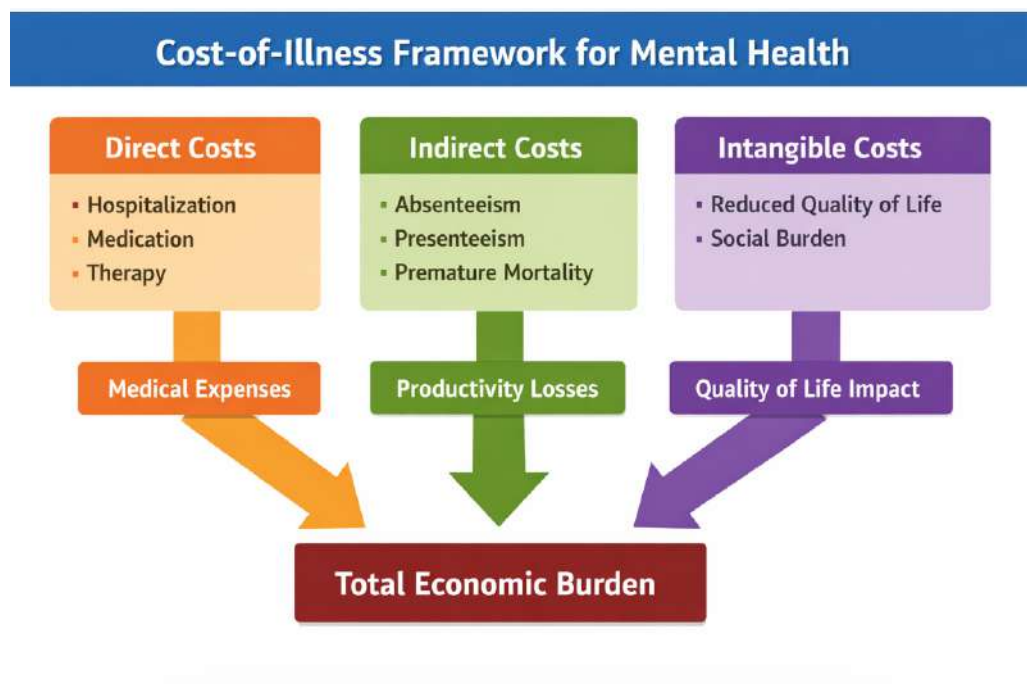 Cost-of-Illness Framework for Mental Health
Direct Costs
▪ Hospitalization
▪ Medication
▪ Therapy
Indirect Costs
▪ Absenteeism
▪ Presenteeism
▪ Premature Mortality
Intangible Costs
▪ Reduced Quality of Life
▪ Social Burden
Medical Expenses
Productivity Losses
Quality of Life Impact
Total Economic Burden